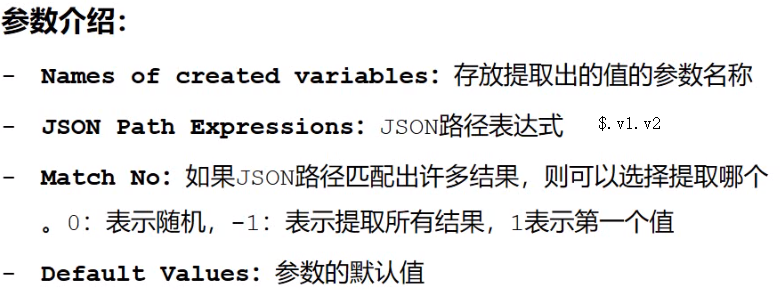 参数介绍：
- Names of created variables：存放提取出的值的参数名称
- JSON Path Expressions：JSON路径表达式 $.v1.v2
- Match No：如果JSON路径匹配出许多结果，则可以选择提取哪个
。0：表示随机，-1：表示提取所有结果，1表示第一个值
- Default Values：参数的默认值